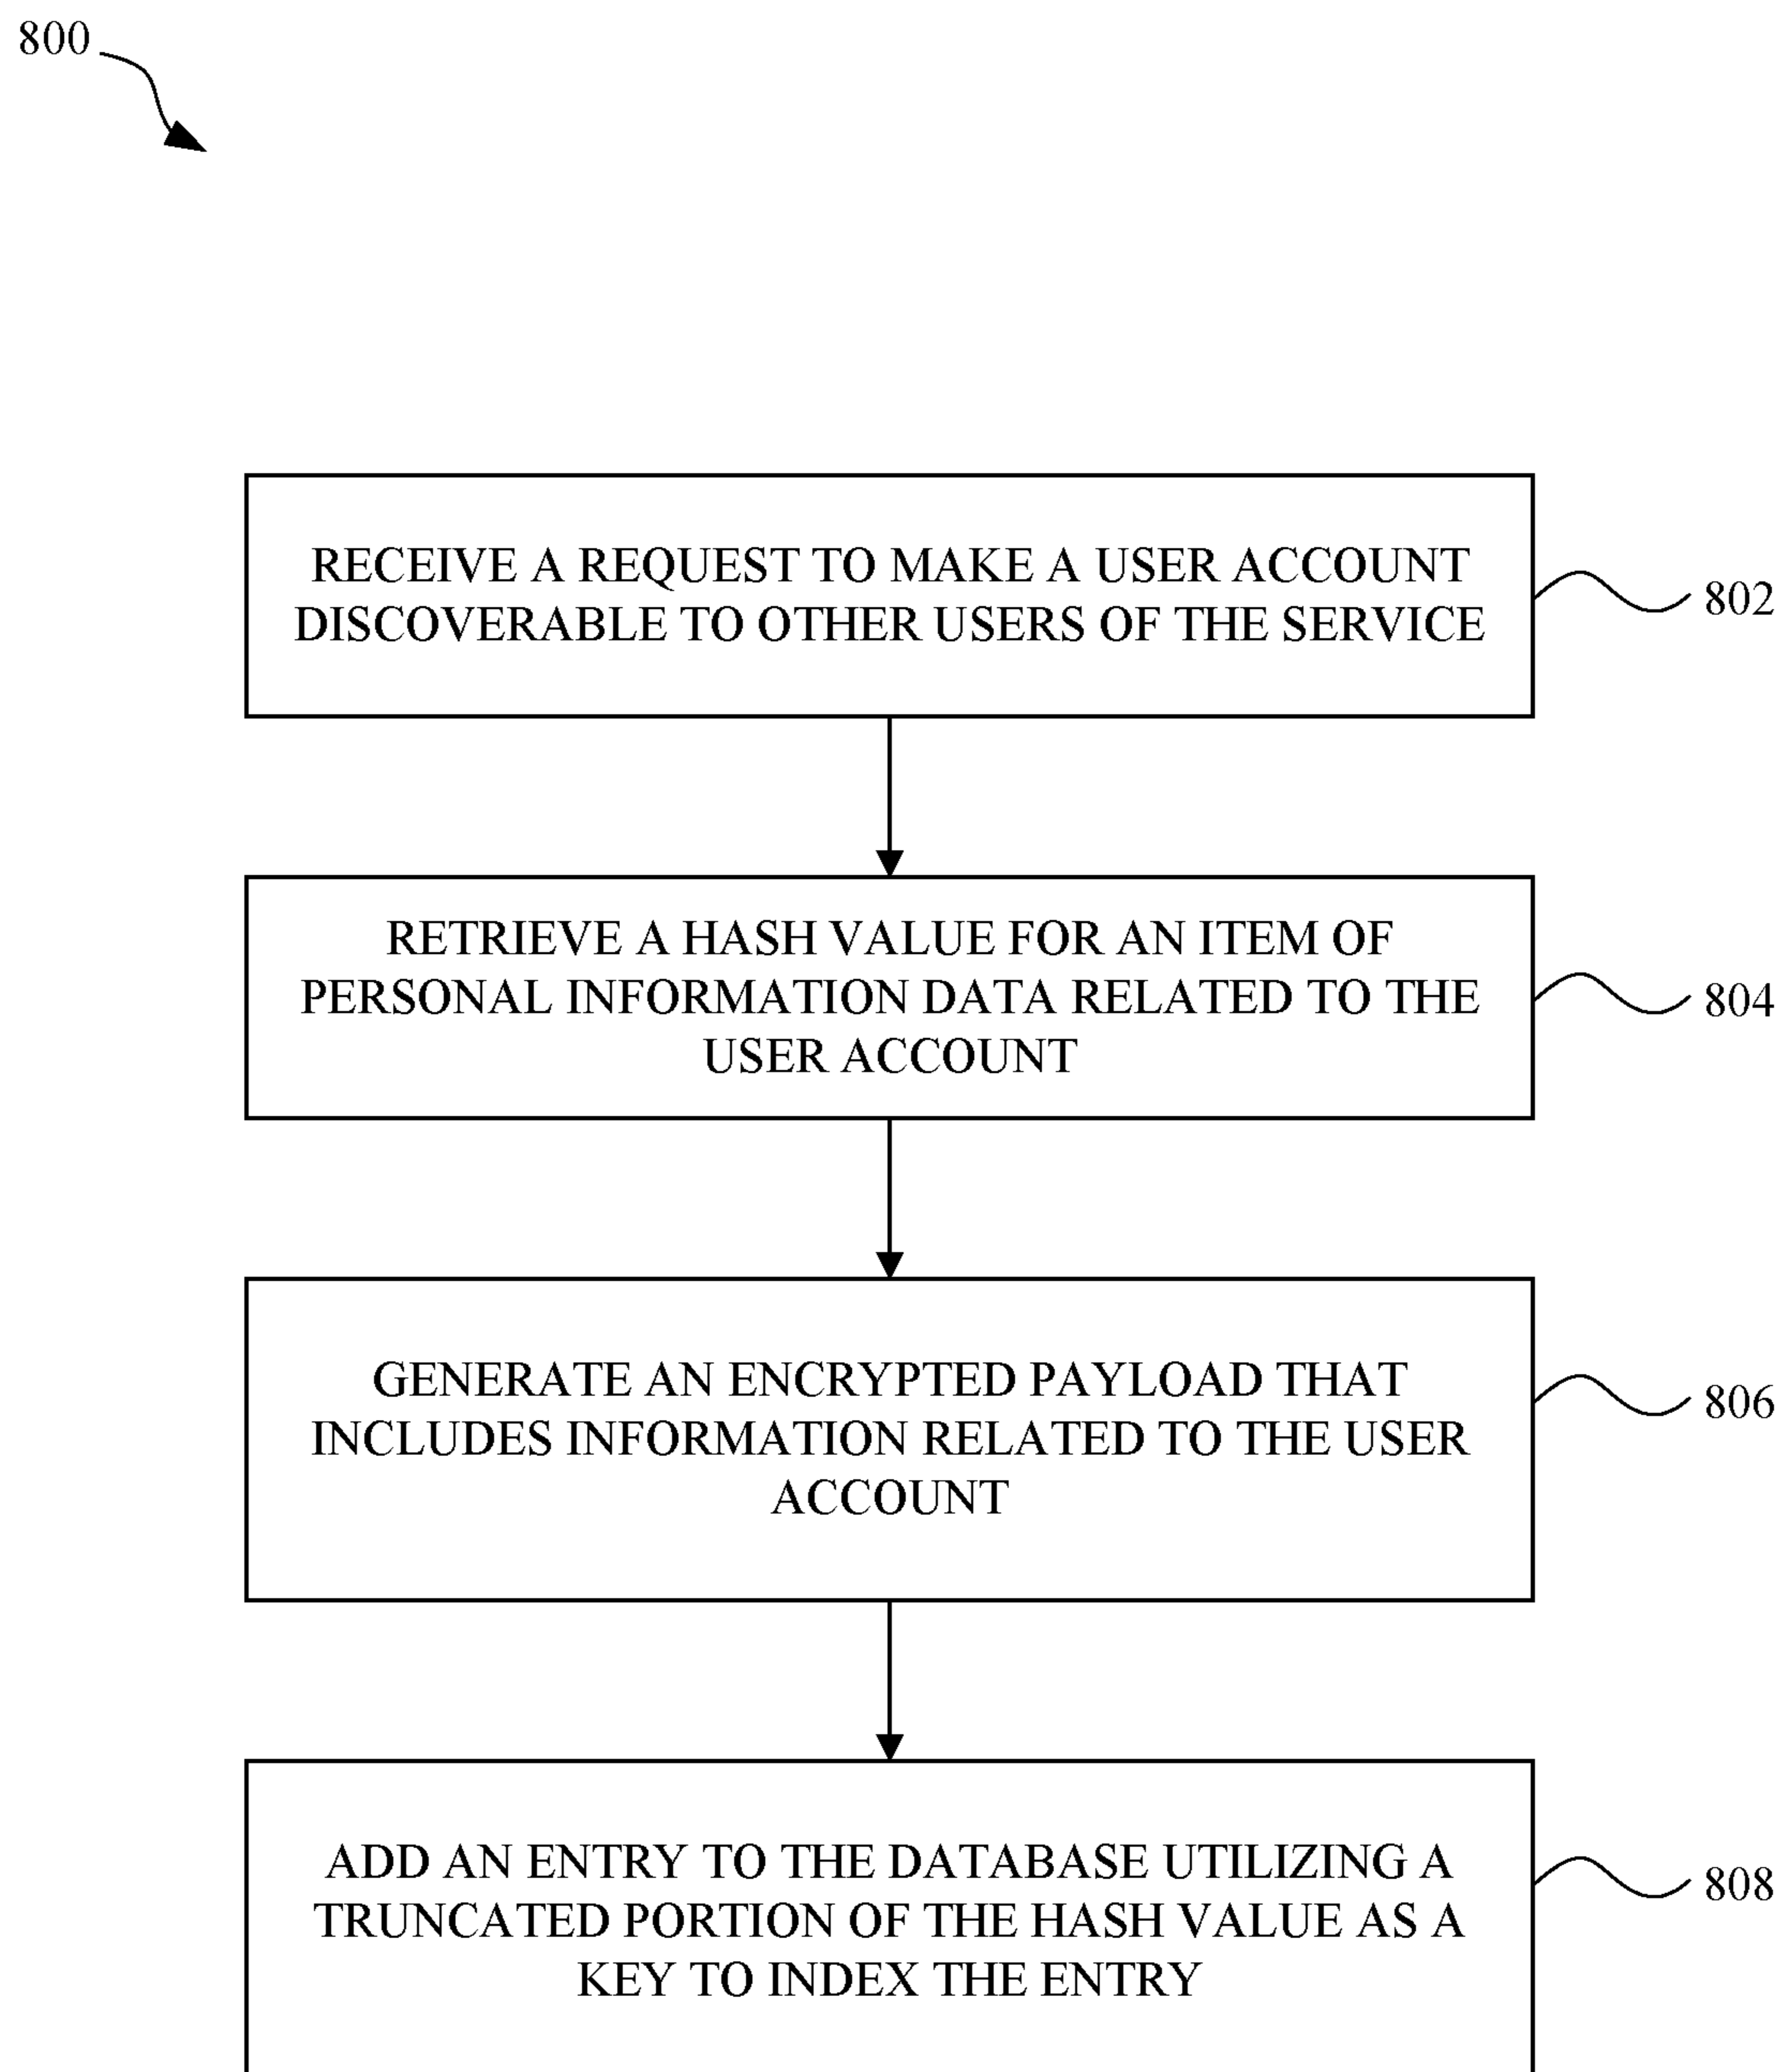 800
RECEIVE A REQUEST TO MAKE A USER ACCOUNT
DISCOVERABLE TO OTHER USERS OF THE SERVICE
802
RETRIEVE A HASH VALUE FOR AN ITEM OF
PERSONAL INFORMATION DATA RELATED TO THE
USER ACCOUNT
804
GENERATE AN ENCRYPTED PAYLOAD THAT
INCLUDES INFORMATION RELATED TO THE USER
ACCOUNT
806
ADD AN ENTRY TO THE DATABASE UTILIZING A
TRUNCATED PORTION OF THE HASH VALUE AS A
KEY TO INDEX THE ENTRY
808